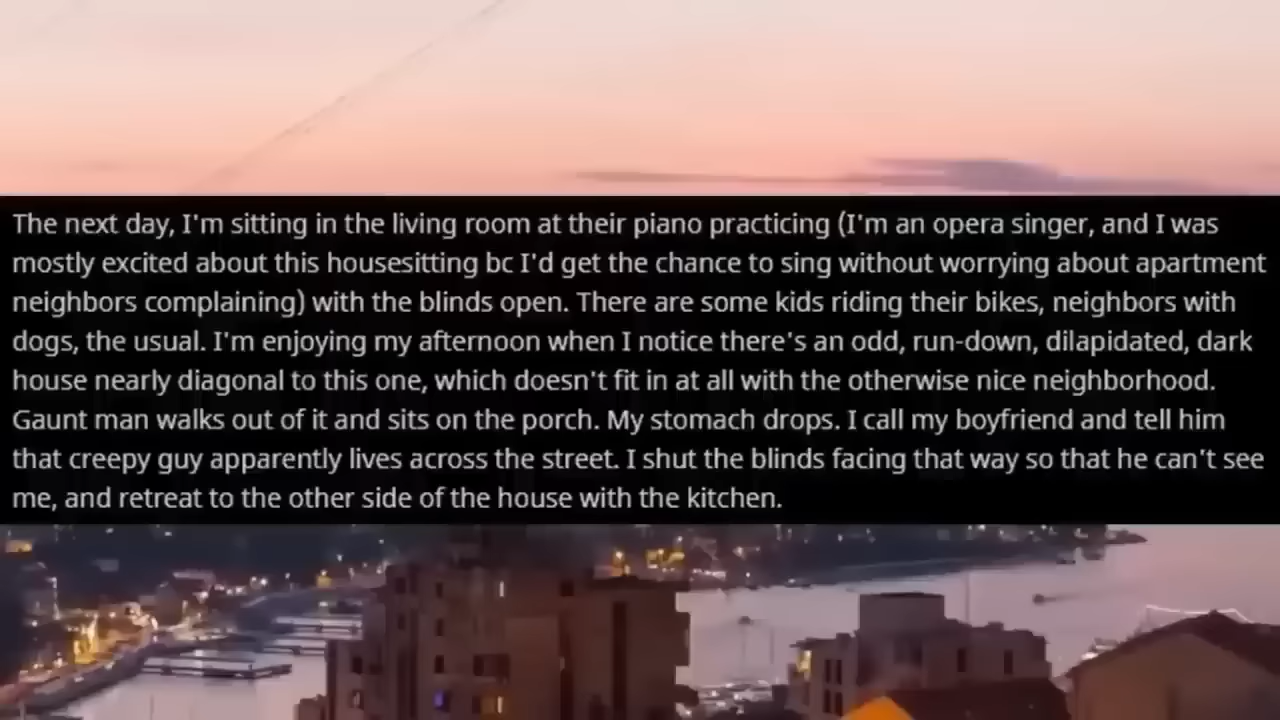 The next day, I'm sitting in the living room at their piano practicing (I'm an opera singer, and I was
mostly excited about this housesitting bc I'd get the chance to sing without worrying about apartment
neighbors complaining) with the blinds open. There are some kids riding their bikes, neighbors with
dogs, the usual. I'm enjoying my afternoon when I notice there's an odd, run-down, dilapidated, dark
house nearly diagonal to this one, which doesn't fit in at all with the otherwise nice neighborhood.
Gaunt man walks out of it and sits on the porch. My stomach drops. I call my boyfriend and tell him
that creepy guy apparently lives across the street. I shut the blinds facing that way so that he can't see
me, and retreat to the other side of the house with the kitchen.